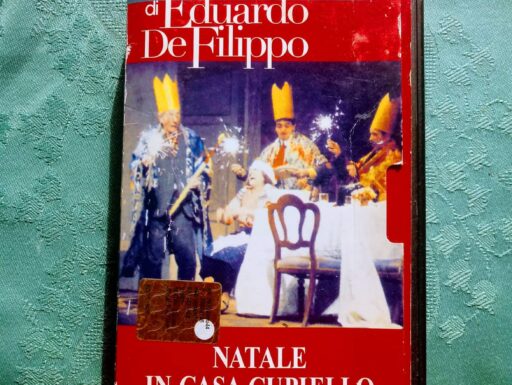 di Eduardo
De Filippo
NATALE
IN CASA CUPIELLO